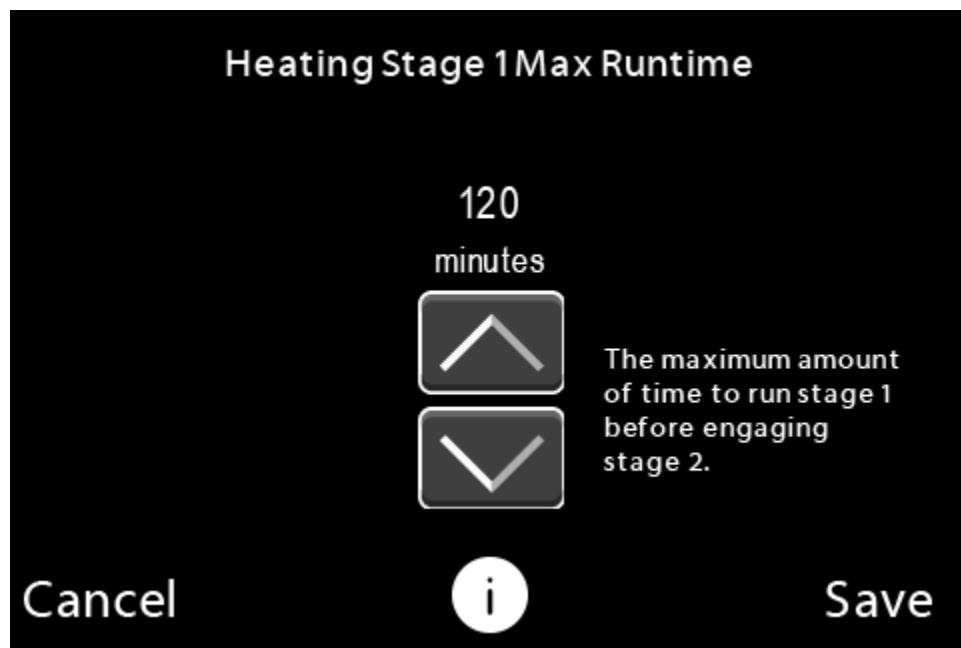 Heating Stage 1 Max Runtime
120
minutes
The maximum amount
of time to run stage 1
before engaging
stage 2.
Cancel
i
Save